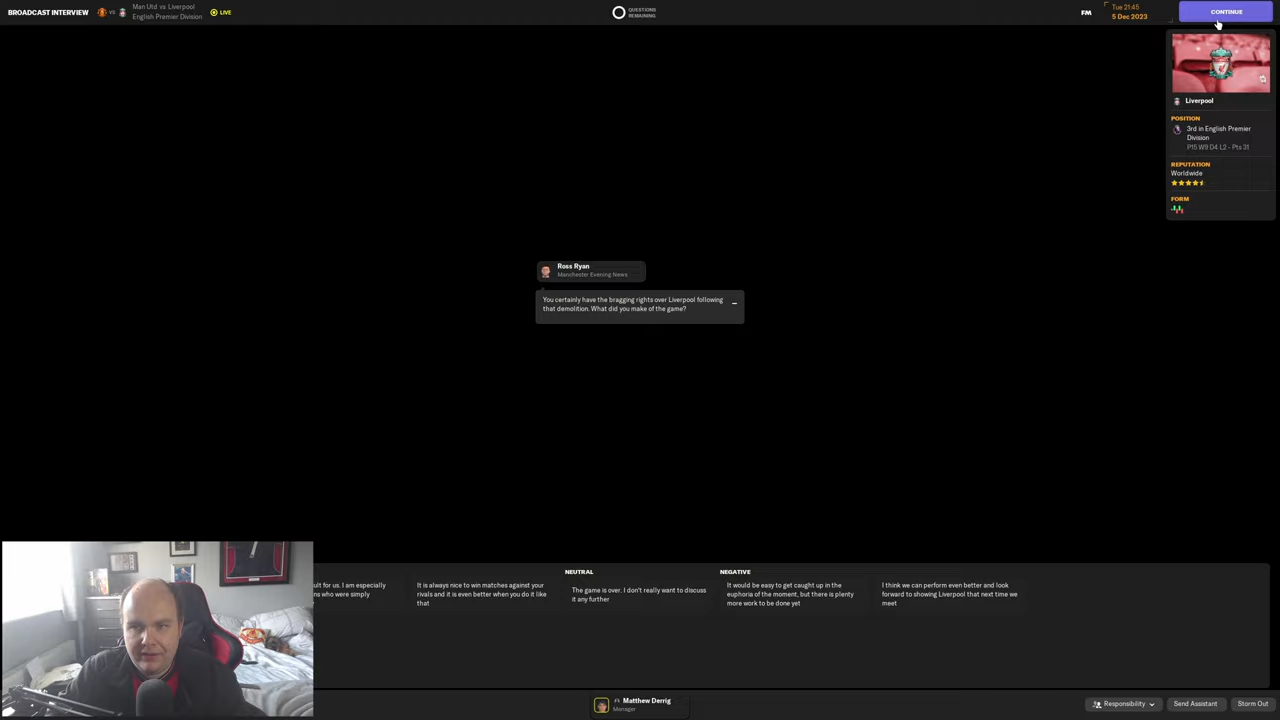 BROADCAST INTERVIEW
vs
Man Utd vs Liverpool
English Premier Division
LIVE
QUESTIONS
REMAINING
FM
Tue 21:45
5 Dec 2023
CONTINUE
Liverpool
POSITION
3rd in English Premier
Division
P15 W9 D4 L2 - Pts 31
REPUTATION
Worldwide
FORM
Ross Ryan
Manchester Evening News
You certainly have the bragging rights over Liverpool following
that demolition. What did you make of the game?
ult for us. I am especially
ns who were simply
It is always nice to win matches against your
rivals and it is even better when you do it like
that
NEUTRAL
The game is over, I don't really want to discuss
it any further
NEGATIVE
It would be easy to get caught up in the
euphoria of the moment, but there is plenty
more work to be done yet
I think we can perform even better and look
forward to showing Liverpool that next time we
meet
Matthew Derrig
Manager
Responsibility
Send Assistant
Storm Out